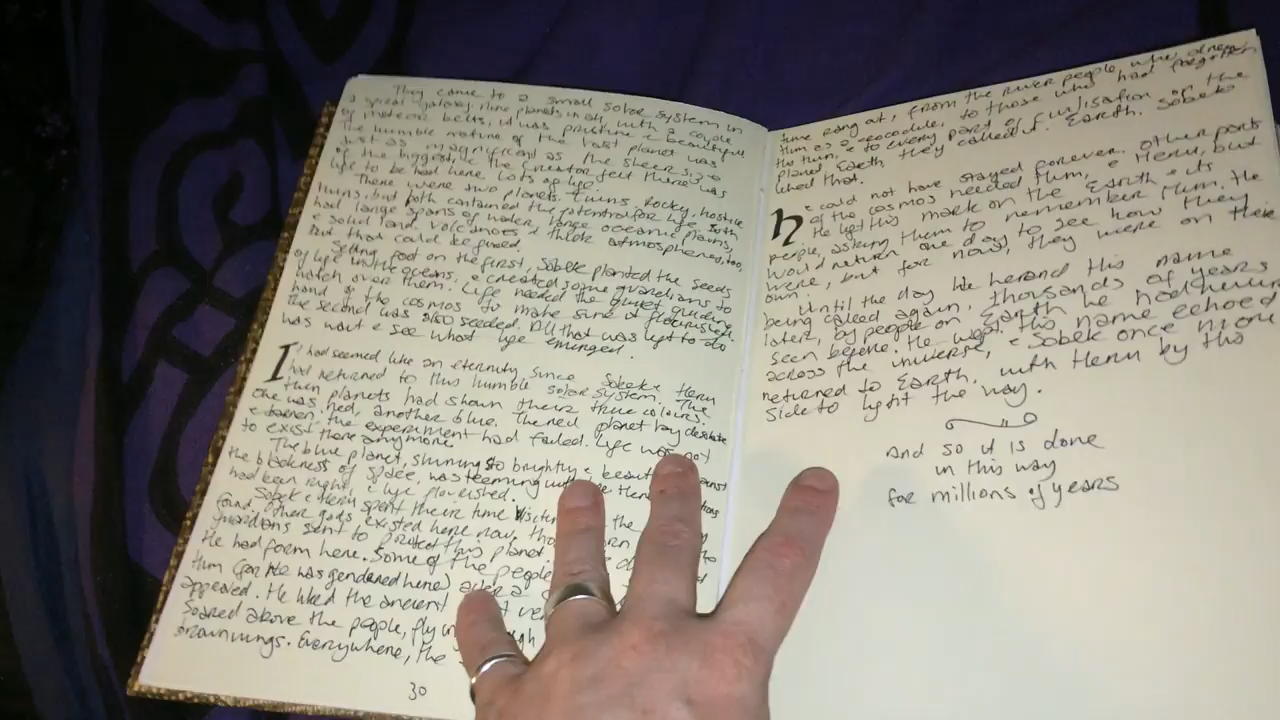 They came to a small solar system in
a spiral galaxy, nine planets in all, with a couple
of meteor belts, it was pristine & beautiful.
The humble nature of the last planet was
just as magnificent as the sheer size
of the biggest, & the Creator felt there was
life to be had here. Lots of life.
There were two planets. Twins. Rocky, hostile
but both contained the potential for life. Both
had large spans of water, large oceanic plains,
& solid land. Volcanoes & thick atmospheres, too,
but that could be
Setting foot on the first, Sobek planted the seeds
of life in the oceans, & created some guardians to
watch over them. Life needed the quiet guiding
hand of the cosmos to make sure it flourished.
The second was also seeded. All that was left to do
was wait & see what life emerged.
It had seemed like an eternity since Sobek & Heru
had returned to this humble solar system. The
then planets had shown their true colours.
One was red, another blue. The red planet lay desolate
& barren, the experiment had failed. Life was not
to exist there anymore.
The blue planet, shining so brightly & beaut against
the blackness of space, was teeming with
had been right & life flourished.
Sobek & Heru spent their time the
found other gods existed here now,
guardians sent to protect this planet. to
He had form here. Some of the people
Him (for He was gendered here) a
appealed. He liked the ancient
Soared above the people, flying
brown wings. Everywhere, the
30
time rang at, from the river people, who
Him as a crocodile, to those who had forgotten
Him, & to every part of civilisation of the
planet Earth they called it. Earth. Sobek
liked that.
He could not have stayed forever. Other parts
of the cosmos needed Him, & Heru, but
He left His mark on the Earth & its
people, asking them to remember Him. He
would return one day to see how they
were, but for now, they were on their
own.
Until the day He heard His name
being called again, thousands of years
later, by people on Earth he had never
seen before. He His name echoed
across the universe, & Sobek once more
returned to Earth, with Heru by His
side to light the way.
And so it is done
in this way
for millions of years